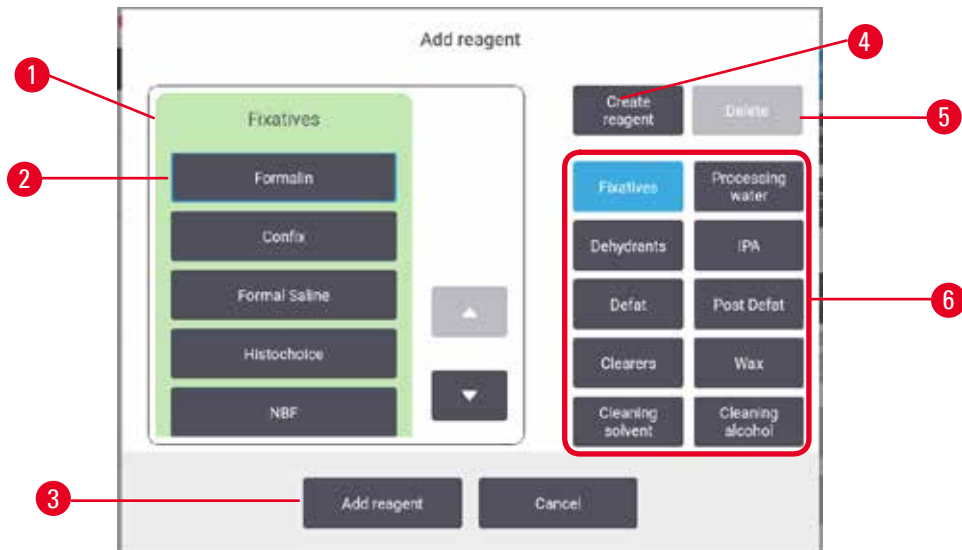 Add reagent
1
Fixatives
2
Formalin
Confix
Formal Saline
Histochoice
NBF
4
Create
reagent
Delete
5
Fixatives
Processing
water
Dehydrants
IPA
Defat
Post Defat
6
Clearers
Wax
Cleaning
solvent
Cleaning
alcohol
3
Add reagent
Cancel